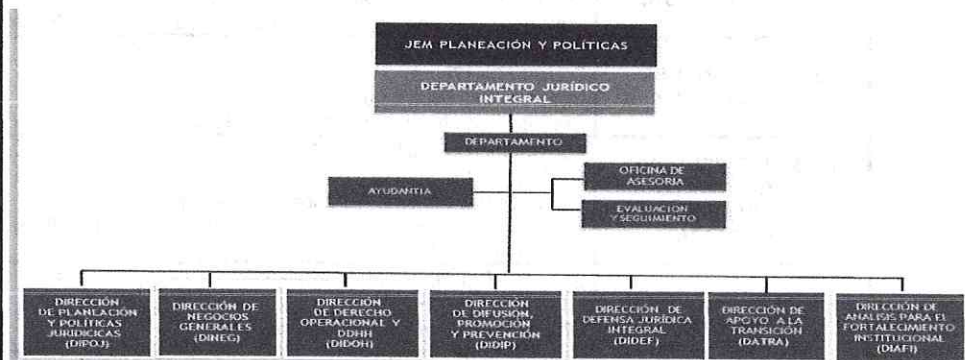 JEM PLANEACIÓN Y POLÍTICAS
DEPARTAMENTO JURÍDICO
INTEGRAL
DEPARTAMENTO
AYUDANTIA
OFICINA DE
ASESORIA
EVALUACION
Y SEGUIMIENTO
DIRECCIÓN
DE PLANEACIÓN
Y POLÍTICAS
JURIDICICAS
(DIPOJ)
DIRECCIÓN DE
NEGOCIOS
GENERALES
(DINEG)
DIRECCIÓN
DE DERECHO
OPERACIONAL Y
DDHH
(DIDOH)
DIRECCIÓN
DE DIFUSIÓN,
PROMOCIÓN
Y PREVENCIÓN
(DIDIP)
DIRECCIÓN DE
DEFENSA JURÍDICA
INTEGRAL
(DIDEF)
DIRECCIÓN DE
APOYO A LA
TRANSICIÓN
(DATRA)
DIRECCIÓN DE
ANALISIS PARA EL
FORTALECIMIENTO
INSTITUCIONAL
(DIAFI)